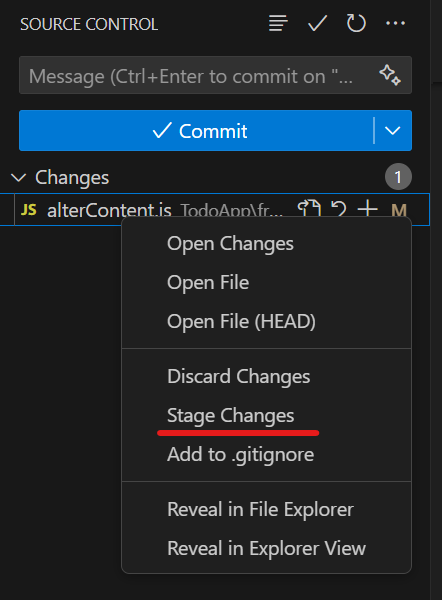 SOURCE CONTROL
Message (Ctrl+Enter to commit on "...
Commit
Changes 1
JS alterContent.js TodoApp\fr... M
Open Changes
Open File
Open File (HEAD)
Discard Changes
Stage Changes
Add to .gitignore
Reveal in File Explorer
Reveal in Explorer View